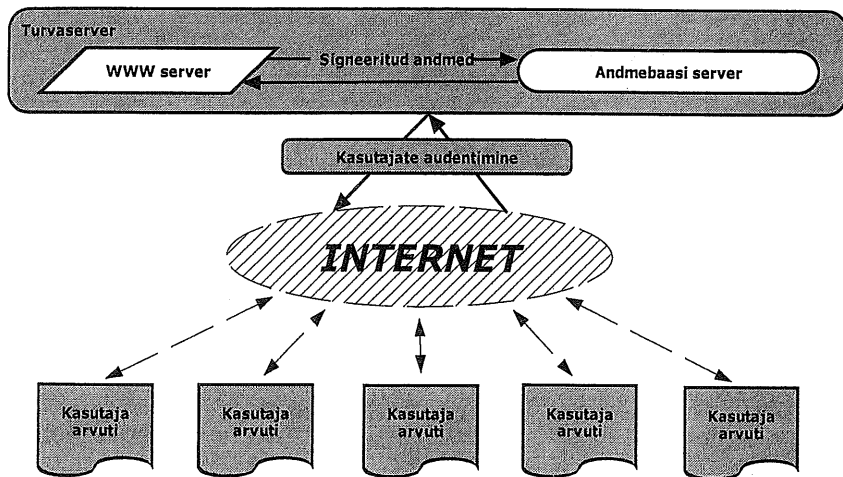 Turvaserver
WWW server
Signeeritud andmed
Andmebaasi server
Kasutajate audentimine
INTERNET
Kasutaja
arvuti
Kasutaja
arvuti
Kasutaja
arvuti
Kasutaja
arvuti
Kasutaja
arvuti